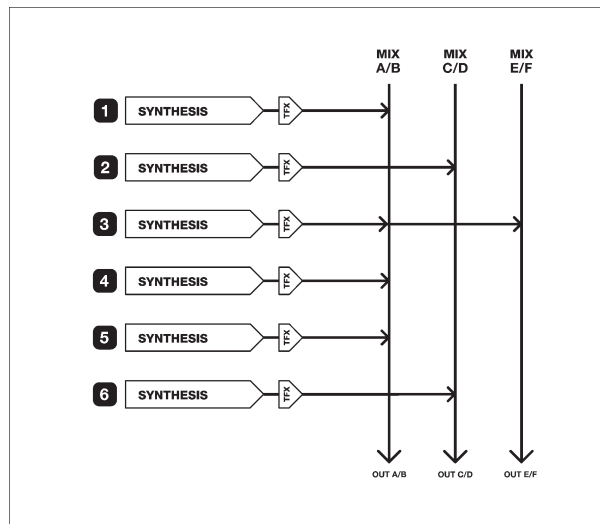 MIX MIX MIX
A/B C/D E/F
1 SYNTHESIS TFX
2 SYNTHESIS TFX
3 SYNTHESIS TFX
4 SYNTHESIS TFX
5 SYNTHESIS TFX
6 SYNTHESIS TFX
OUT A/B OUT C/D OUT E/F